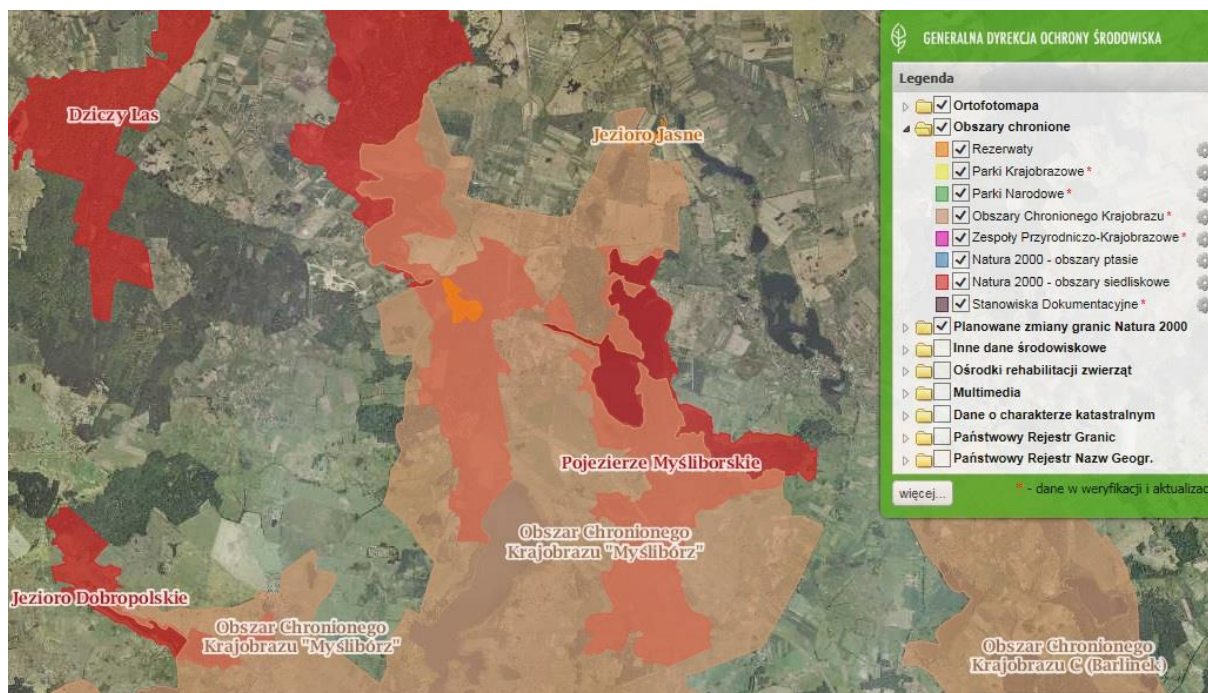 Dziczy Las
Jezioro Jasne
Pojezierze Myśliborskie
Obszar Chronionego
Krajobrazu "Myślibórz"
Jezioro Dobropolskie
Obszar Chronionego
Krajobrazu "Myślibórz"
Obszar Chronionego
Krajobrazu C (Barlinek)
GENERALNA DYREKCJA OCHRONY ŚRODOWISKA
Legenda
Ortofotomapa
Obszary chronione
Rezerwaty
Parki Krajobrazowe *
Parki Narodowe *
Obszary Chronionego Krajobrazu *
Zespoły Przyrodniczo-Krajobrazowe *
Natura 2000 - obszary ptasie
Natura 2000 - obszary siedliskowe
Stanowiska Dokumentacyjne *
Planowane zmiany granic Natura 2000
Inne dane środowiskowe
Ośrodki rehabilitacji zwierząt
Multimedia
Dane o charakterze katastralnym
Państwowy Rejestr Granic
Państwowy Rejestr Nazw Geogr.
więcej...
* - dane w weryfikacji i aktualizac